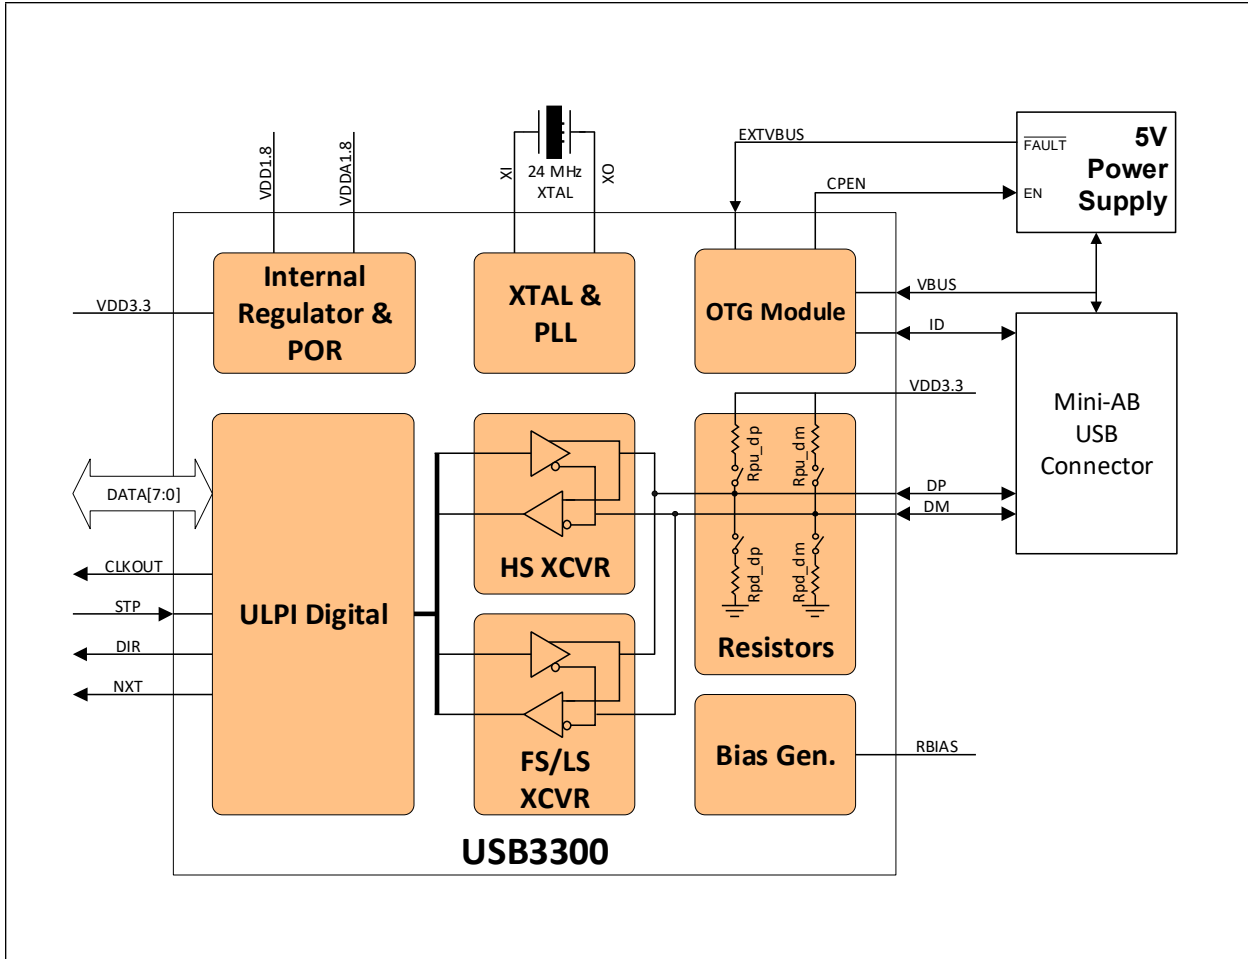 VDD1.8
VDDA1.8
XI
24 MHz
XTAL
XO
EXTVBUS
CPEN
FAULT
EN
5V
Power
Supply
VDD3.3
Internal
Regulator &
POR
XTAL &
PLL
OTG Module
VBUS
ID
VDD3.3
Mini-AB
USB
Connector
DATA[7:0]
CLKOUT
STP
DIR
NXT
ULPI Digital
HS XCVR
FS/LS
XCVR
Rpu_dp
Rpu_dm
Rpd_dp
Rpd_dm
Resistors
DP
DM
Bias Gen.
RBIAS
USB3300